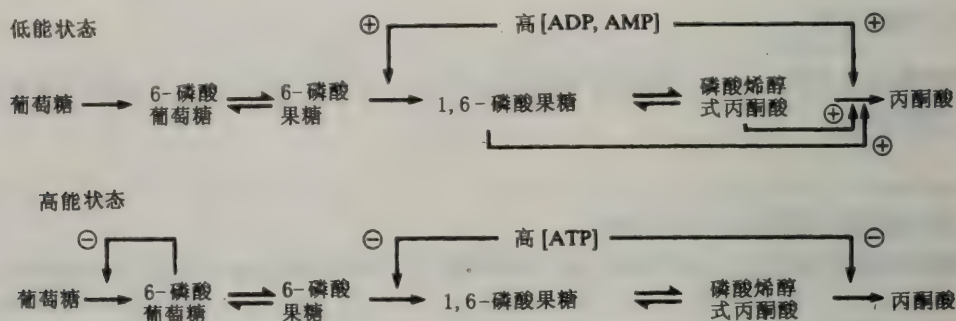 低能状态
⊕ 高 [ADP, AMP] ⊕
葡萄糖 6-磷酸 葡萄糖 6-磷酸 果糖 1,6-磷酸果糖 磷酸烯醇 式丙酮酸 丙酮酸
⊕
⊕
高能状态
⊖ ⊖ 高 [ATP] ⊖
葡萄糖 6-磷酸 葡萄糖 6-磷酸 果糖 1,6-磷酸果糖 磷酸烯醇 式丙酮酸 丙酮酸